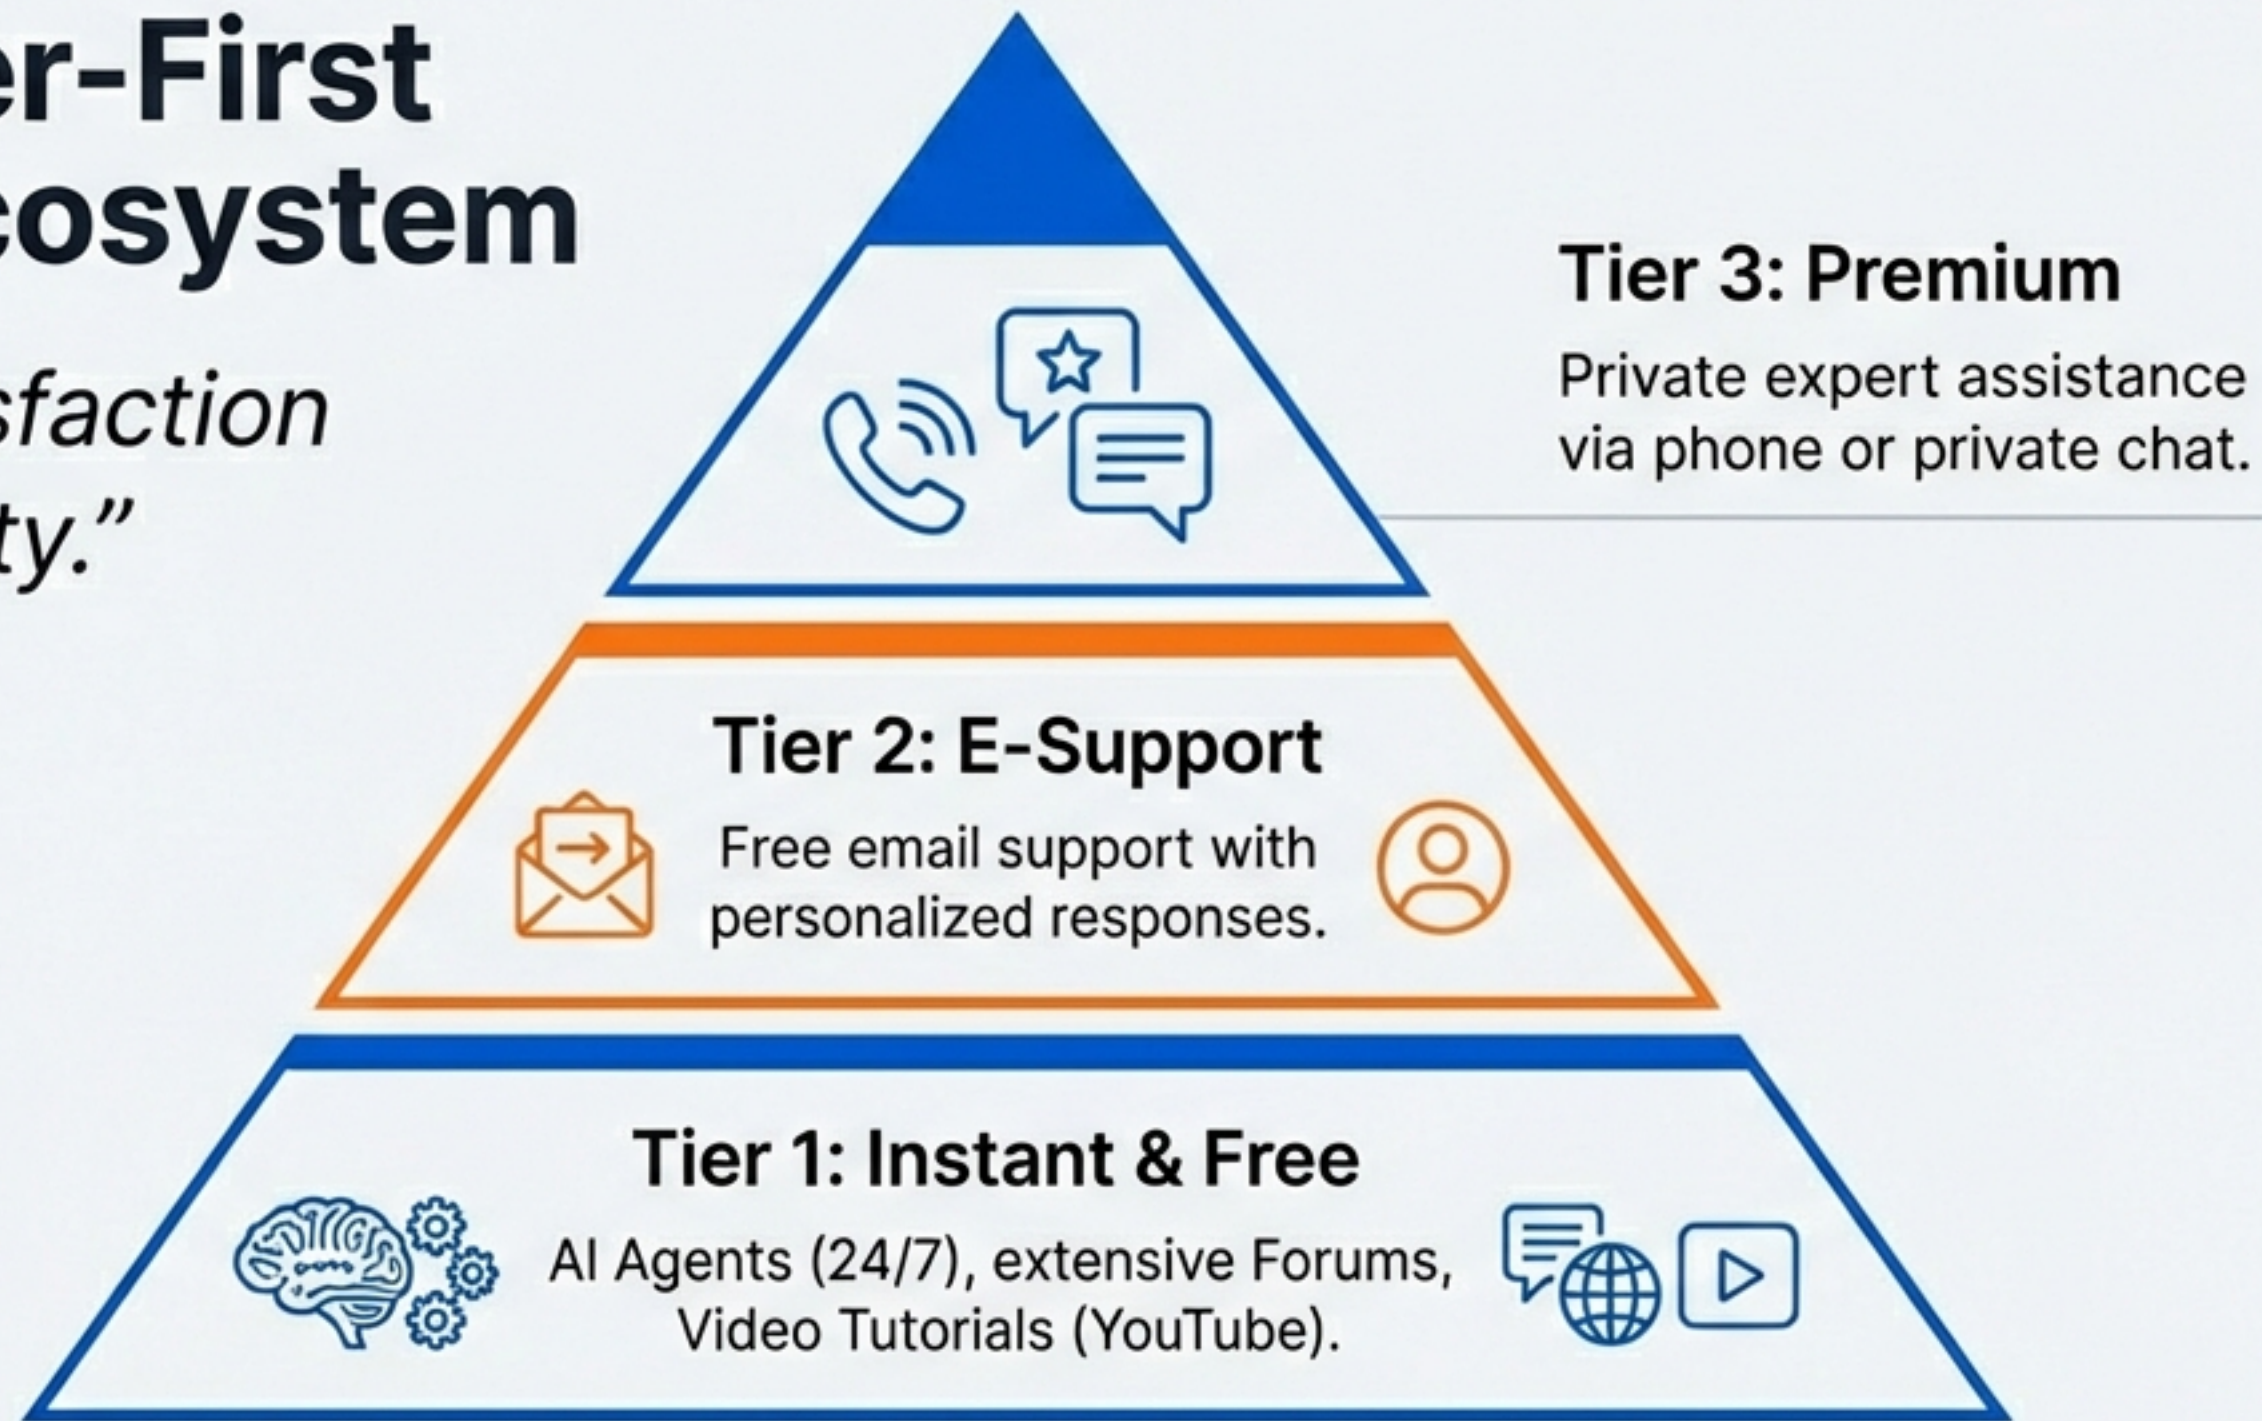 er-First
cosystem
sfaction
ty.”
Tier 3: Premium
Private expert assistance
via phone or private chat.
Tier 2: E-Support
Free email support with
personalized responses.
Tier 1: Instant & Free
AI Agents (24/7), extensive Forums,
Video Tutorials (YouTube).